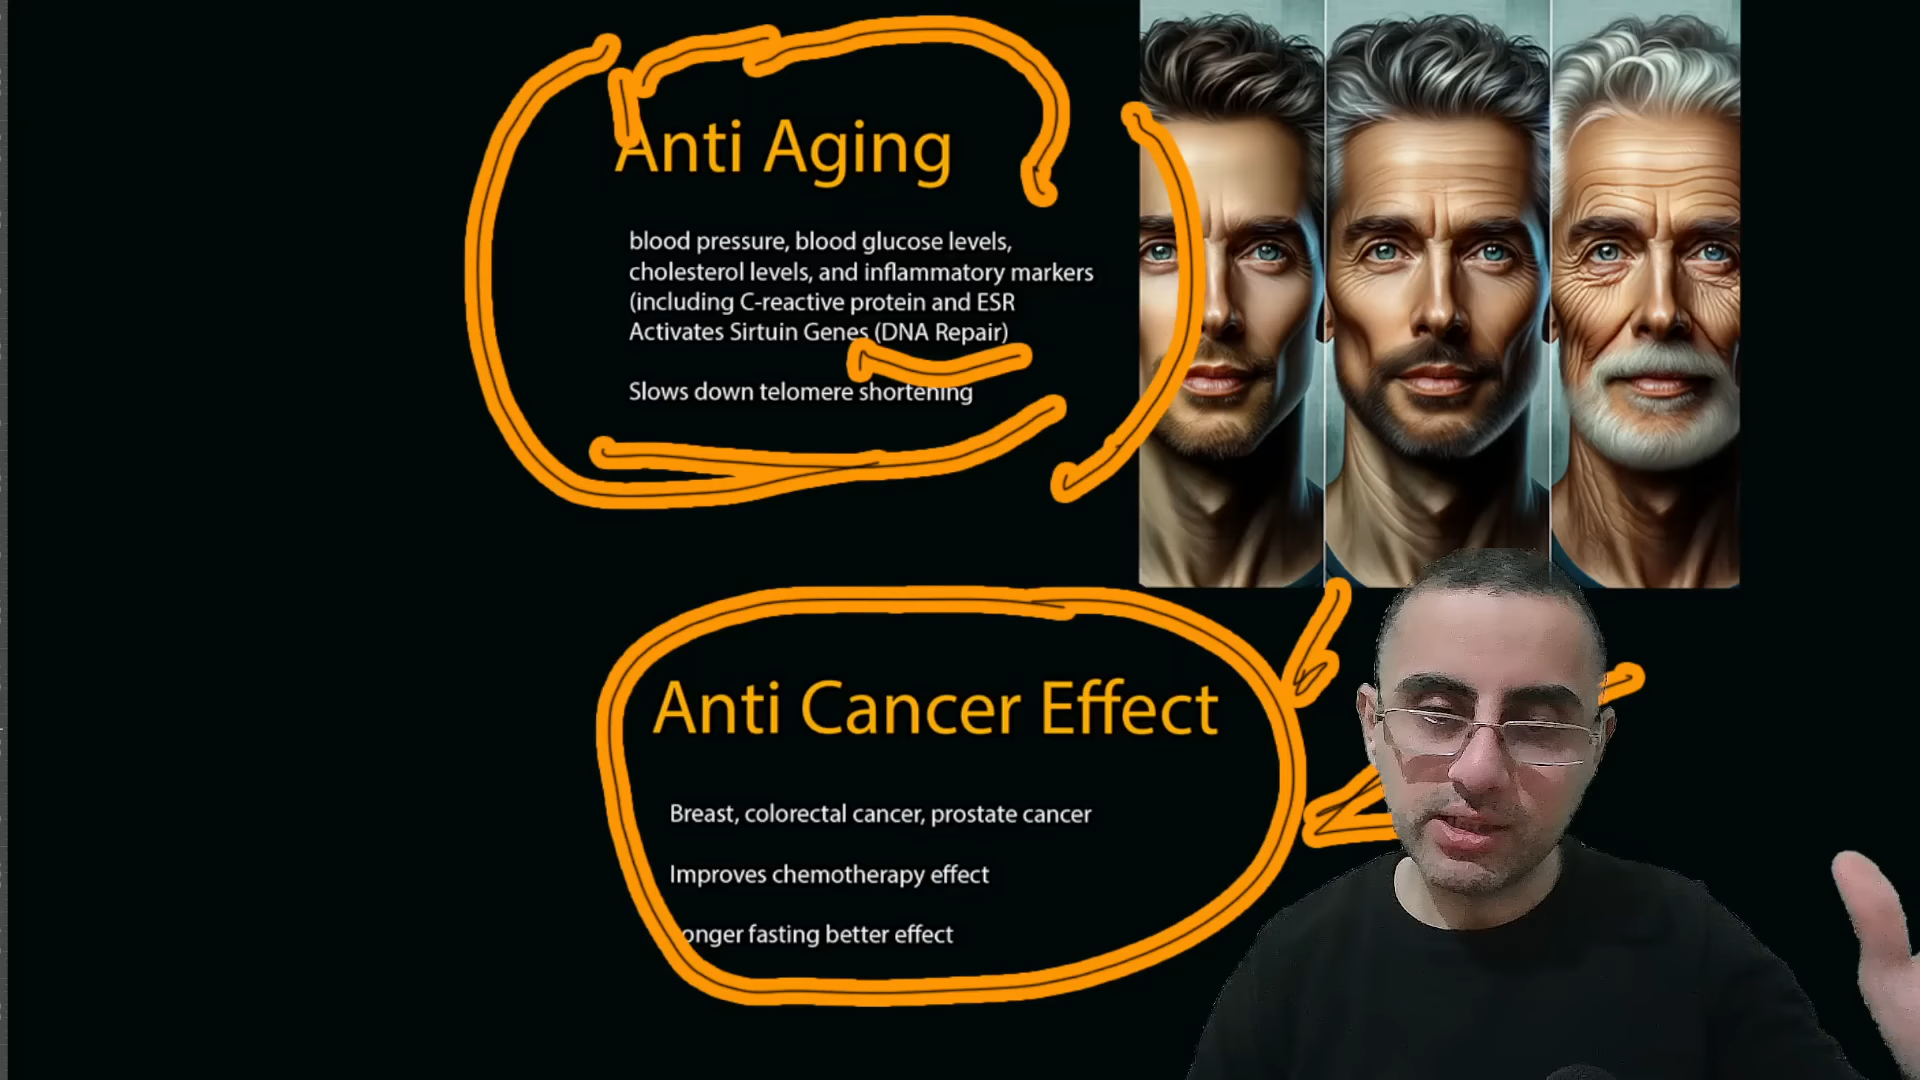 Anti Aging
blood pressure, blood glucose levels,
cholesterol levels, and inflammatory markers
(including C-reactive protein and ESR
Activates Sirtuin Genes (DNA Repair)
Slows down telomere shortening
Anti Cancer Effect
Breast, colorectal cancer, prostate cancer
Improves chemotherapy effect
onger fasting better effect